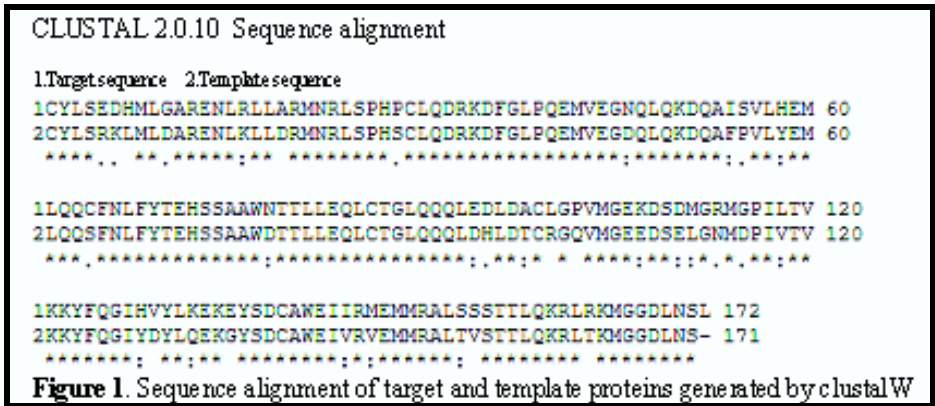 CLUSTAL 2.0.10 Sequence alignment
1.Target sequence 2.Template sequence
1CYLSEDHMLGARENLRLLARMNRLSPHPCLQDRKDFGLPQEMVEGNQLQKDQAISVLHEM 60
2CYLSRKLMLDARENLKLLDRMNRLSPHSCLQDRKDFGLPQEMVEGDQLQKDQAFPVLYEM 60
****.. **.*****:** ********.*****************:*******:.**:**
1LQQCFNLFYTEHSSAAWNTTLLEQLCTGLQQQLEDLDACLGPVMGEKDSDMGRMGPILTV 120
2LQQSFNLFYTEHSSAAWDTTLLEQLCTGLQQQLDHLDTCRGQVMGEEDSELGNMDPIVTV 120
***.*************:***************:.**:* * ****:**::*.*.**:**
1KKYFQGIHVYLKEKEYSDCAWEIIRMEMMRALSSSTTLQKRLRKMGGDLNSL 172
2KKYFQGIYDYLQEKGYSDCAWEIVRVEMMRALTVSTTLQKRLTKMGGDLNS- 171
*******: **:** ********:*:******: ******** ********
Figure 1. Sequence alignment of target and template proteins generated by clustalW